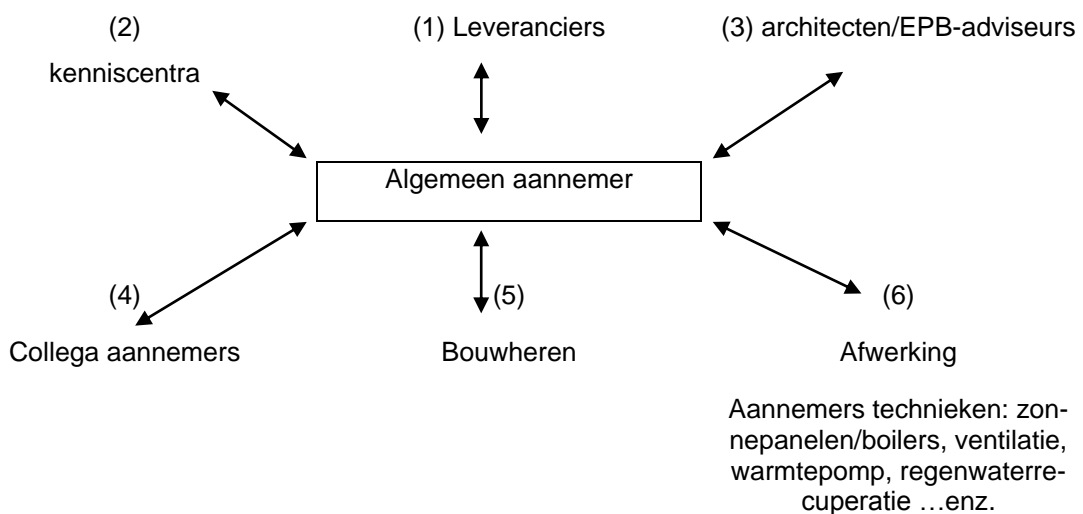 (2)
(1) Leveranciers
(3) architecten/EPB-adviseurs
kenniscentra
Algemeen aannemer
(4)
(5)
(6)
Collega aannemers
Bouwheren
Afwerking
Aannemers technieken: zon-
nepanelen/boilers, ventilatie,
warmtepomp, regenwaterre-
cuperatie …enz.